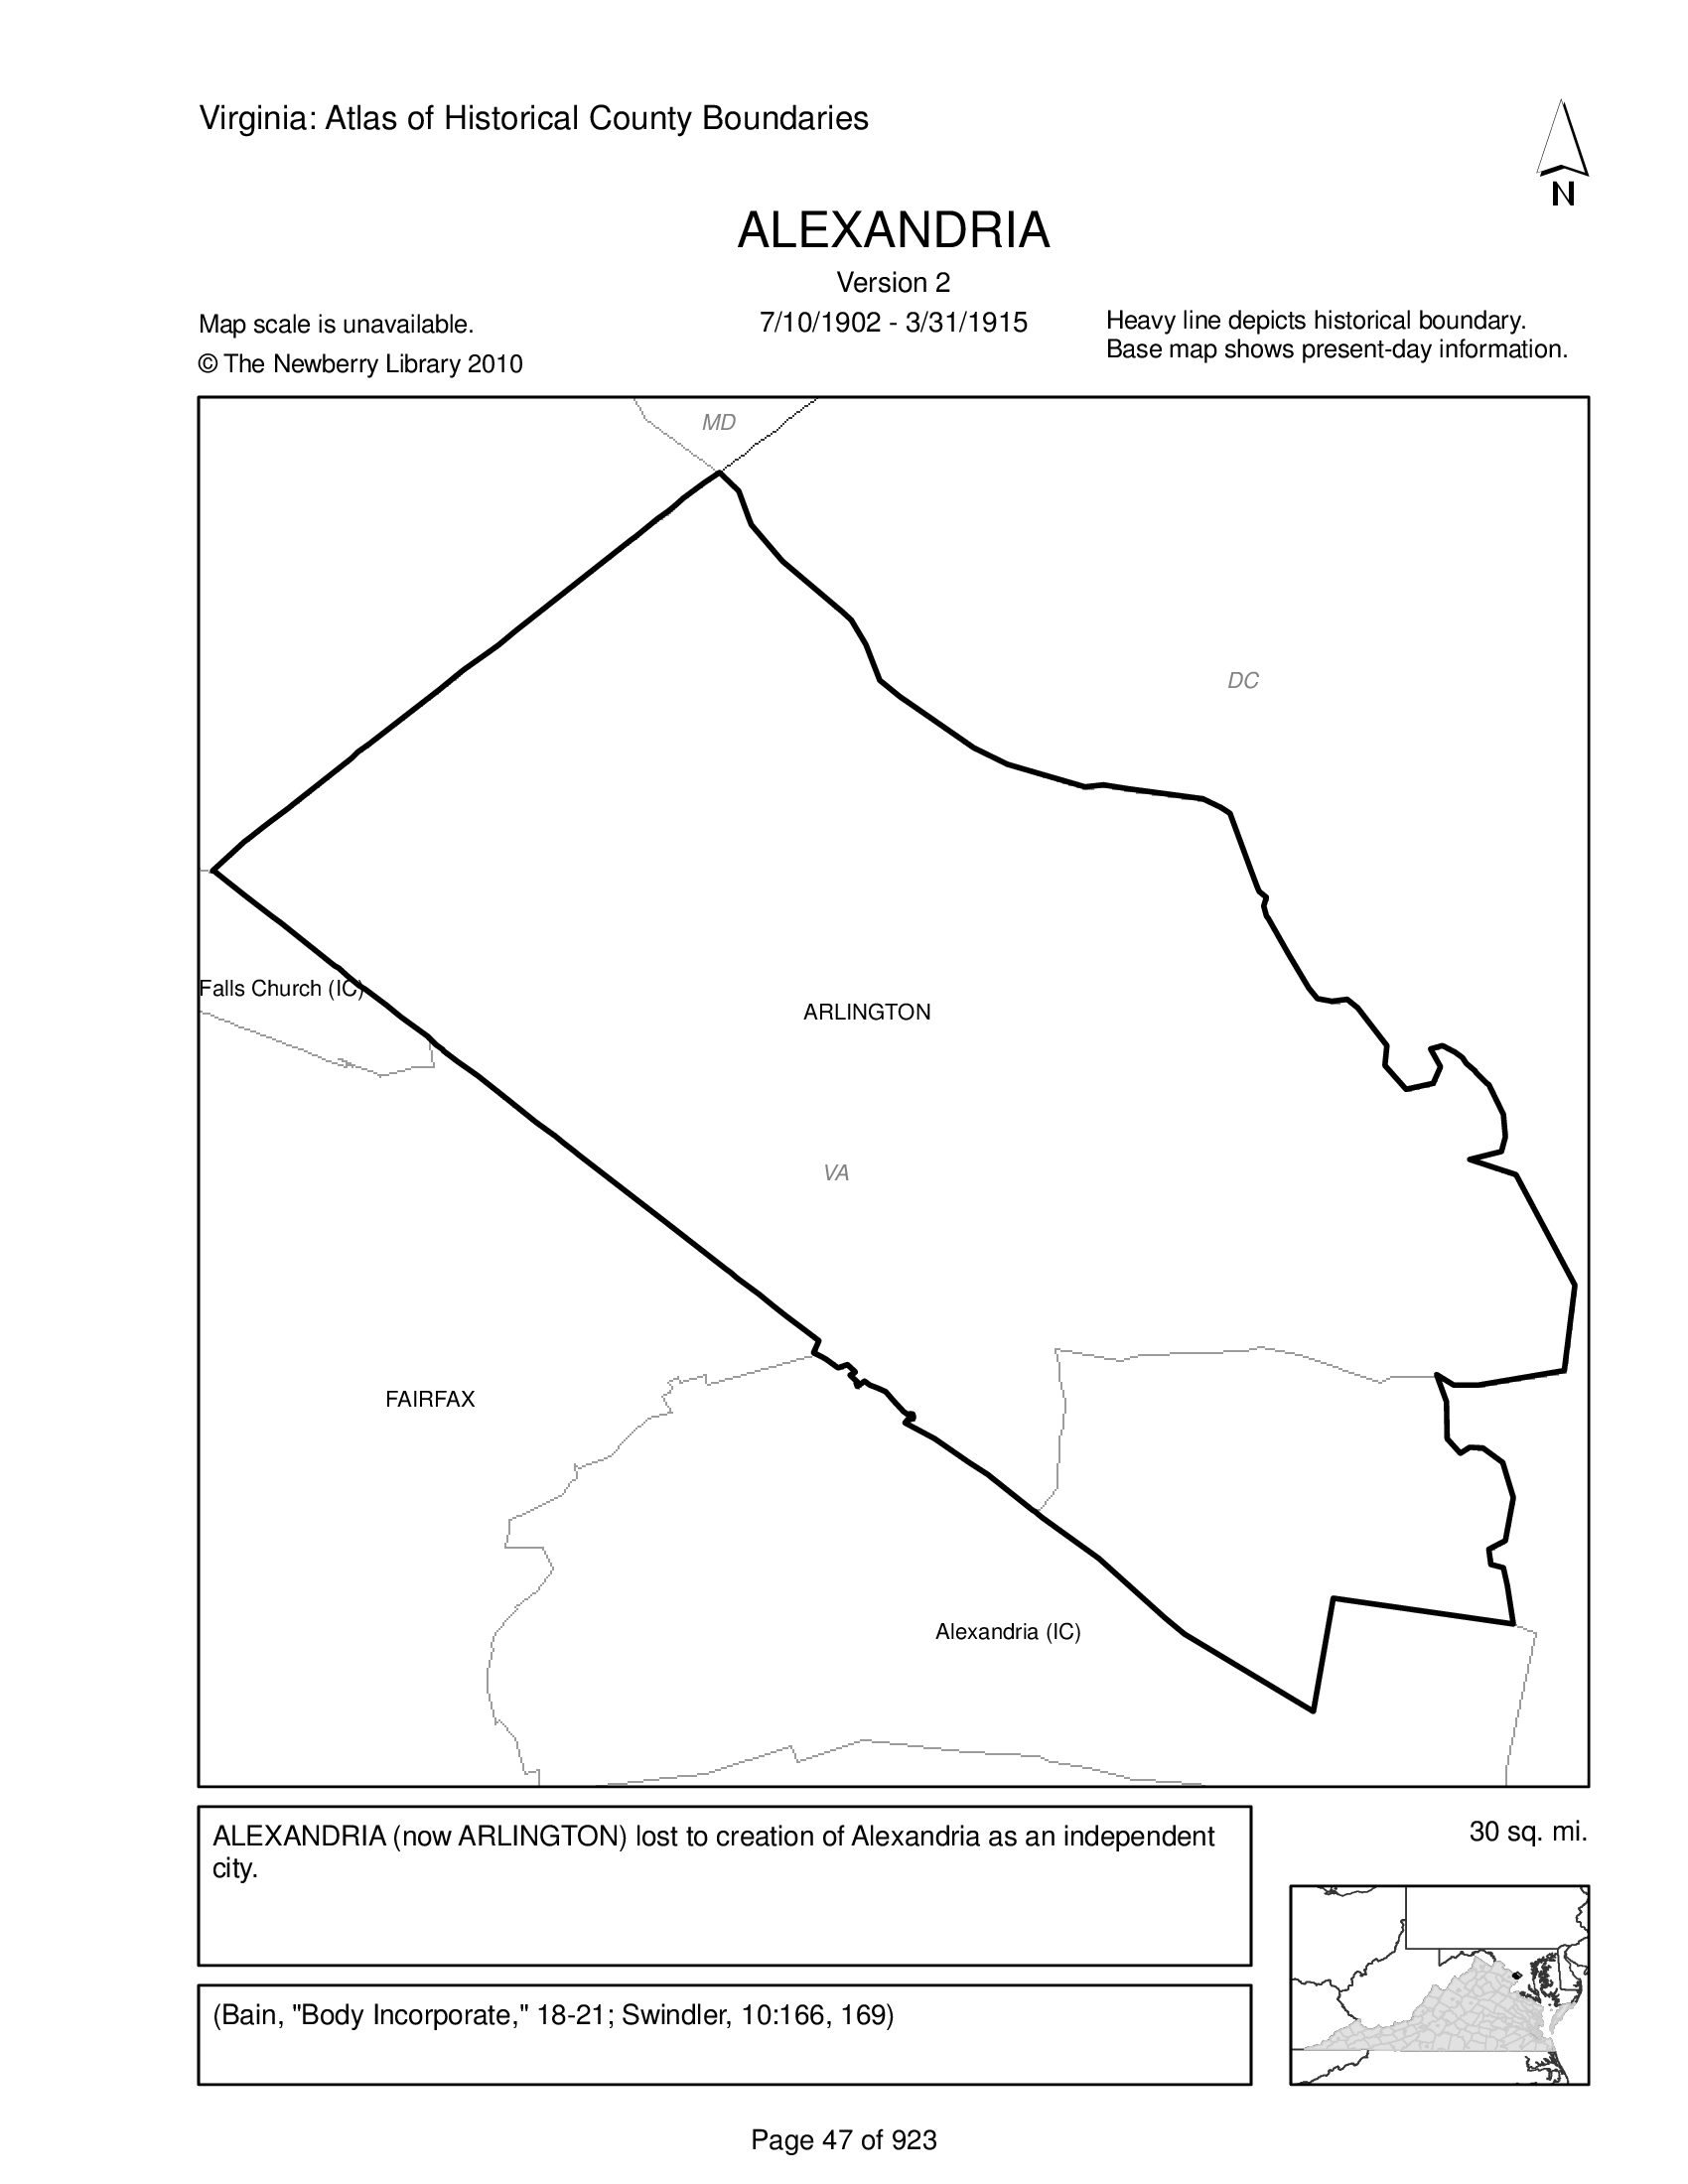 Virginia: Atlas of Historical County Boundaries
N
ALEXANDRIA
Version 2
7/10/1902 - 3/31/1915
Map scale is unavailable.
© The Newberry Library 2010
Heavy line depicts historical boundary.
Base map shows present-day information.
MD
DC
Falls Church (IC)
ARLINGTON
VA
FAIRFAX
Alexandria (IC)
ALEXANDRIA (now ARLINGTON) lost to creation of Alexandria as an independent
city.
30 sq. mi.
(Bain, "Body Incorporate," 18-21; Swindler, 10:166, 169)
Page 47 of 923